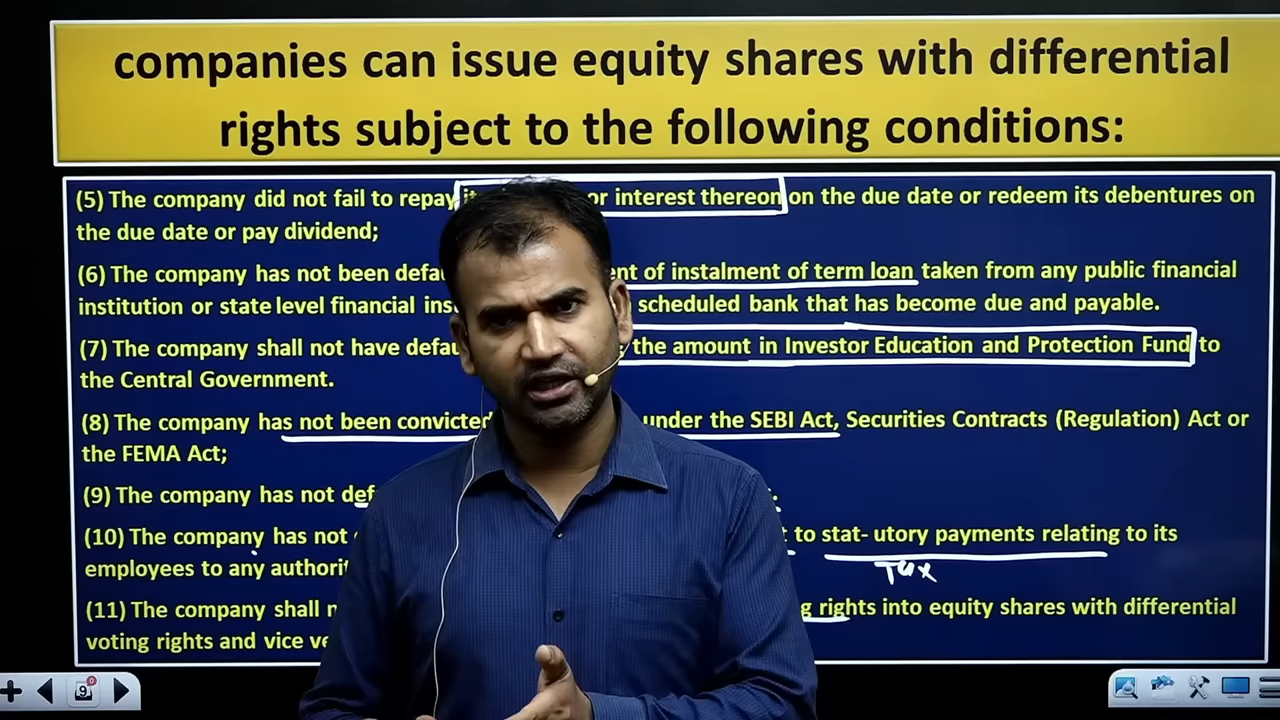 companies can issue equity shares with differential
rights subject to the following conditions:
(5) The company did not fail to repay or interest thereon on the due date or redeem its debentures on
the due date or pay dividend;
(6) The company has not been of instalment of term loan taken from any public financial
institution or state level financial scheduled bank that has become due and payable.
(7) The company shall not have the amount in Investor Education and Protection Fund to
the Central Government.
(8) The company has not been convicted under the SEBI Act, Securities Contracts (Regulation) Act or
the FEMA Act;
(9) The company has not
(10) The company has not to stat- utory payments relating to its
Tax
employees to any
(11) The company shall rights into equity shares with differential
voting rights and vice
9
0